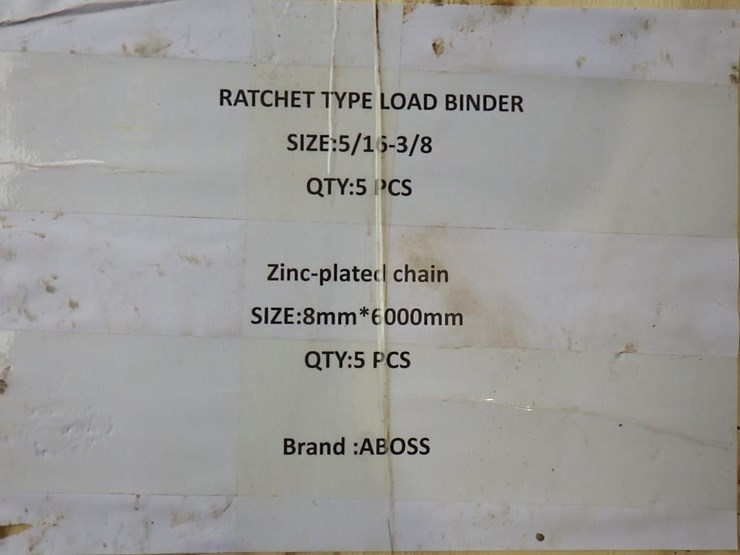 RATCHET TYPE LOAD BINDER
SIZE:5/16-3/8
QTY:5 PCS
Zinc-plated chain
SIZE:8mm*6000mm
QTY:5 PCS
Brand :ABOSS